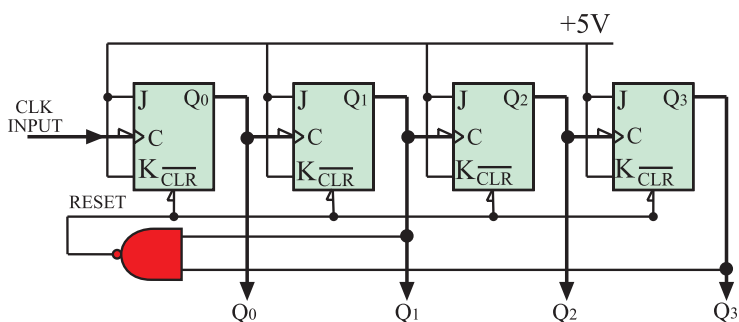 +5V
CLK
INPUT
J Q0
C
K CLR
J Q1
C
K CLR
J Q2
C
K CLR
J Q3
C
K CLR
RESET
Q0 Q1 Q2 Q3